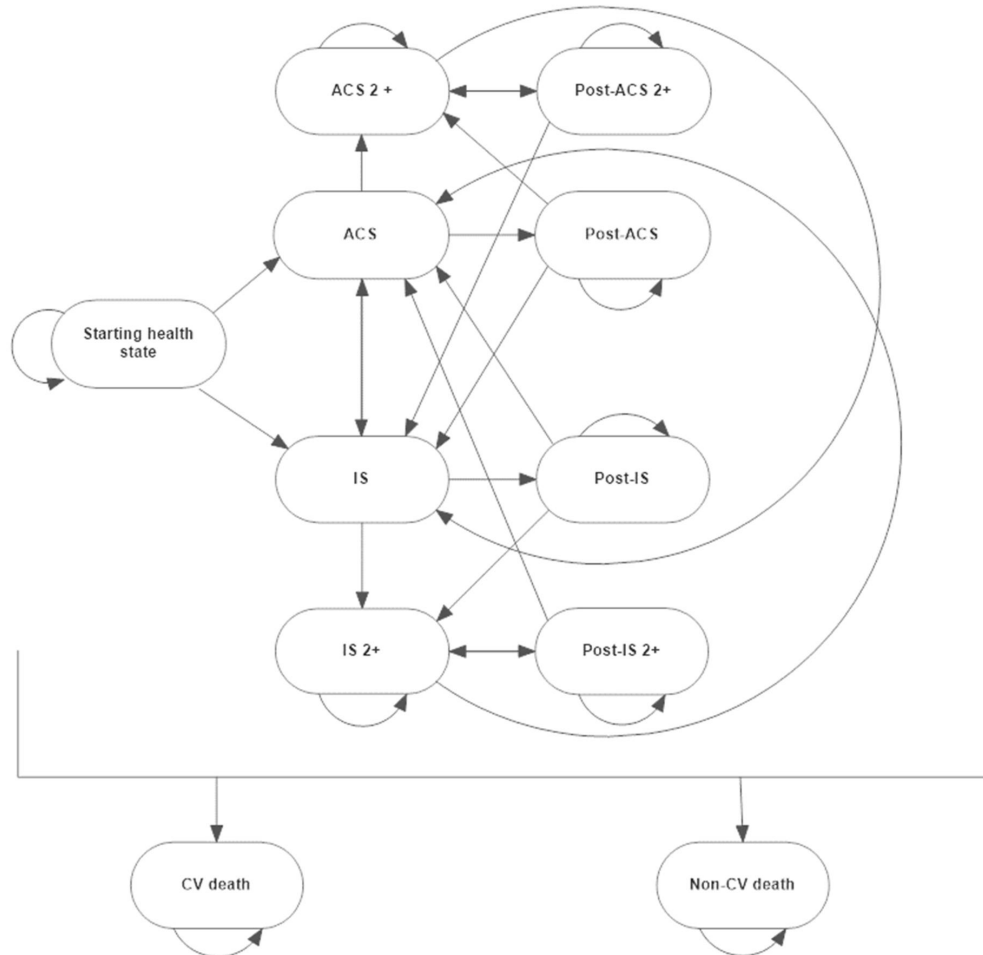 ACS 2 +
Post-ACS 2+
ACS
Post-ACS
Starting health
state
IS
Post-IS
IS 2+
Post-IS 2+
CV death
Non-CV death